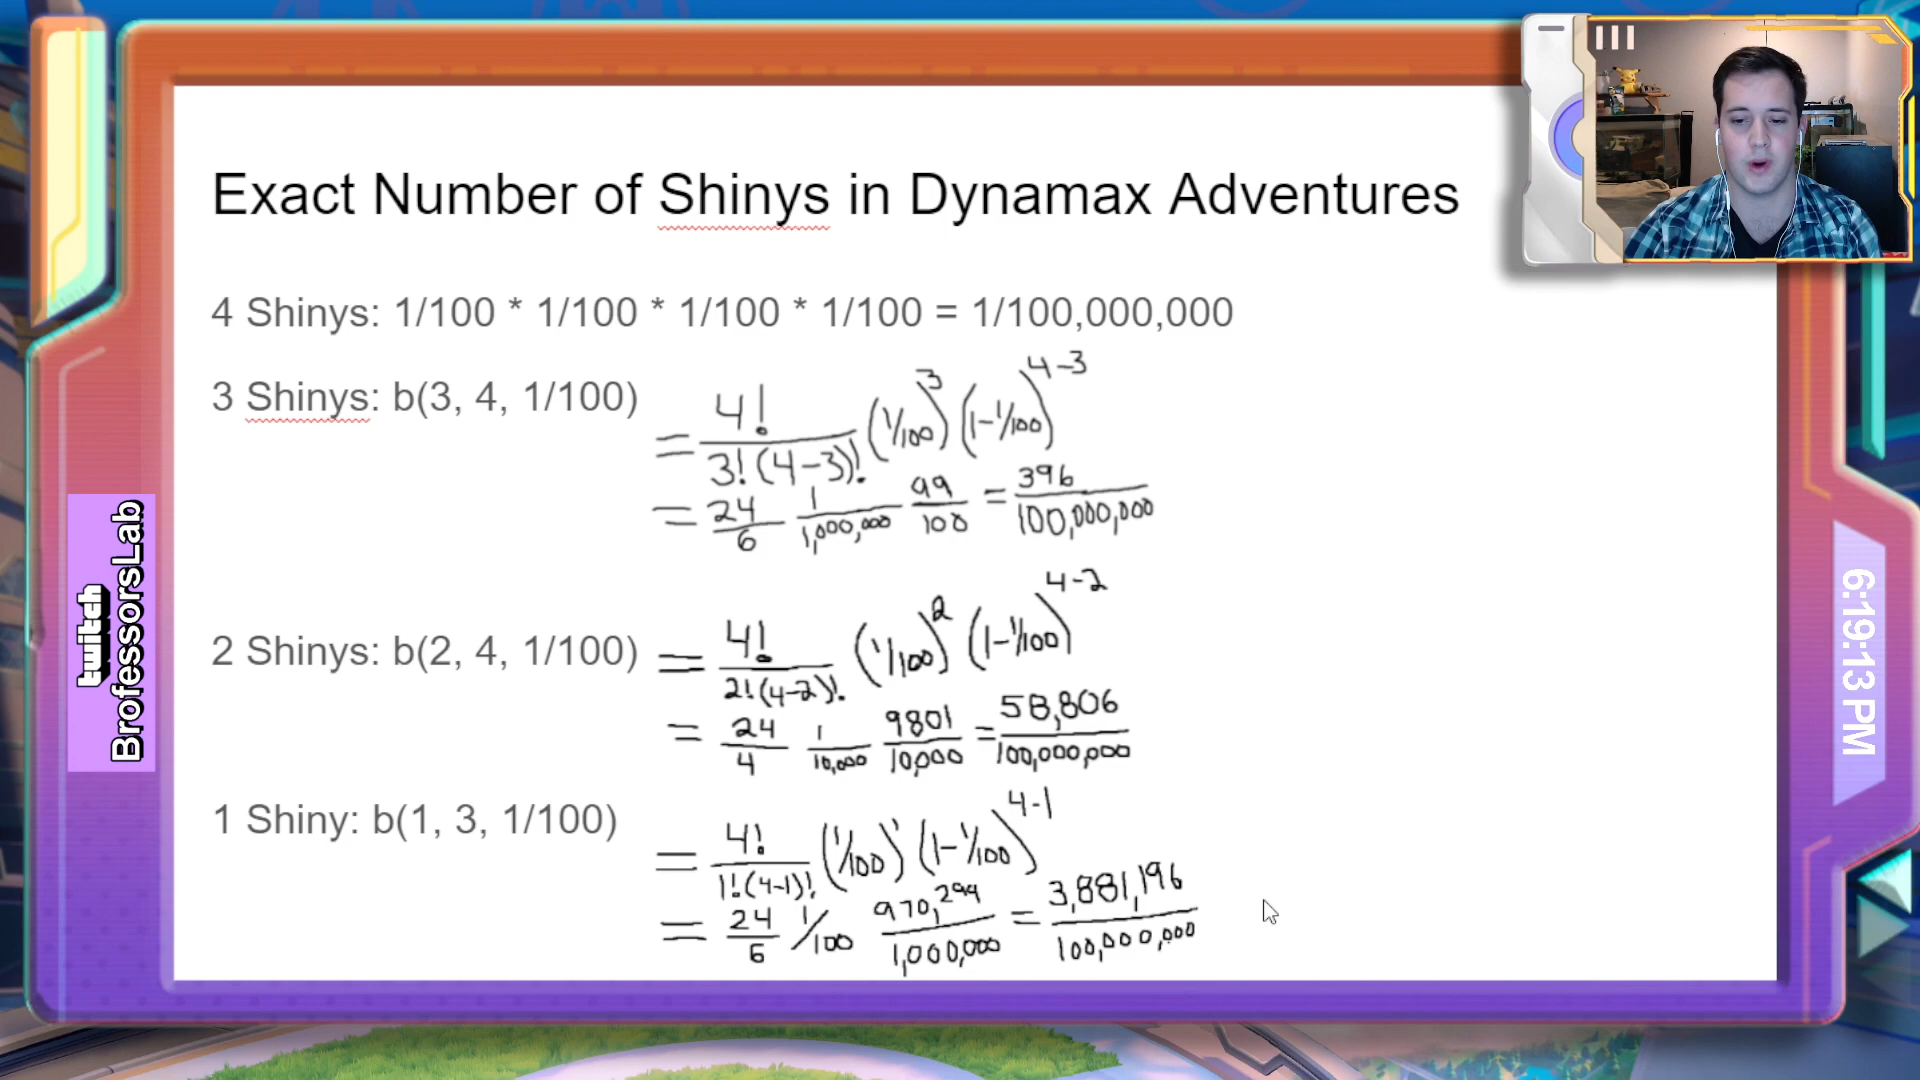 Exact Number of Shinys in Dynamax Adventures
4 Shinys: 1/100 * 1/100 * 1/100 * 1/100 = 1/100,000,000
3 Shinys: b(3, 4, 1/100) = 4!/3!(4-3)! (1/100)^3 (1-1/100)^4-3
= 24/6 1/1,000,000 99/100 = 396/100,000,000
2 Shinys: b(2, 4, 1/100) = 4!/2!(4-2)! (1/100)^2 (1-1/100)^4-2
= 24/4 1/10,000 9801/10,000 = 58,806/100,000,000
1 Shiny: b(1, 3, 1/100) = 4!/1!(4-1)! (1/100)^1 (1-1/100)^4-1
= 24/6 1/100 970,299/1,000,000 = 3,881,196/100,000,000
twitch
BrofessorsLab
6:19:13 PM